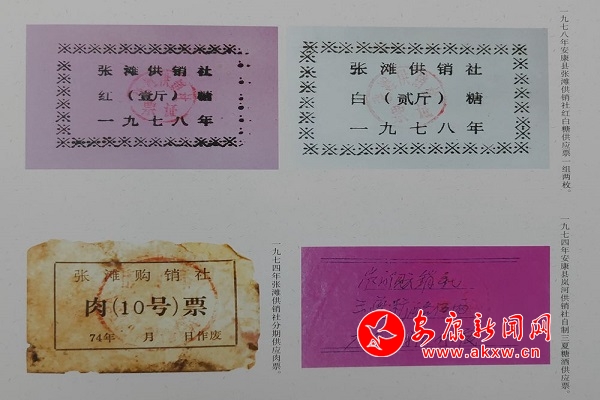 张滩供销社
红（壹斤）糖
一九七八年
张滩供销社
白（贰斤）糖
一九七八年
一九七八年安康县张滩供销社红白糖供应票一组两枚。
张滩购销社
肉(10号)票
74年 月 日作废
一九七四年张滩供销社分期供应肉票。
一九七四年安康县岚河供销社自制三夏糖酒供应票。
安康新闻网
www.akxw.cn